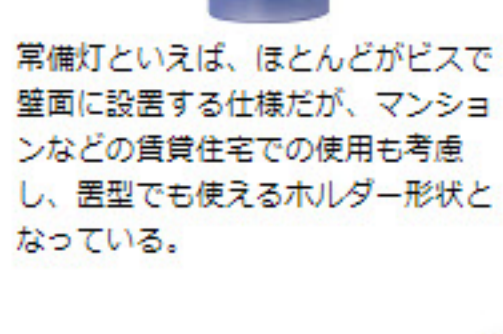 常備灯といえば、ほとんどがビスで
壁面に設置する仕様だが、マンショ
ンなどの賃貸住宅での使用も考慮
し、置型でも使えるホルダー形状と
なっている。